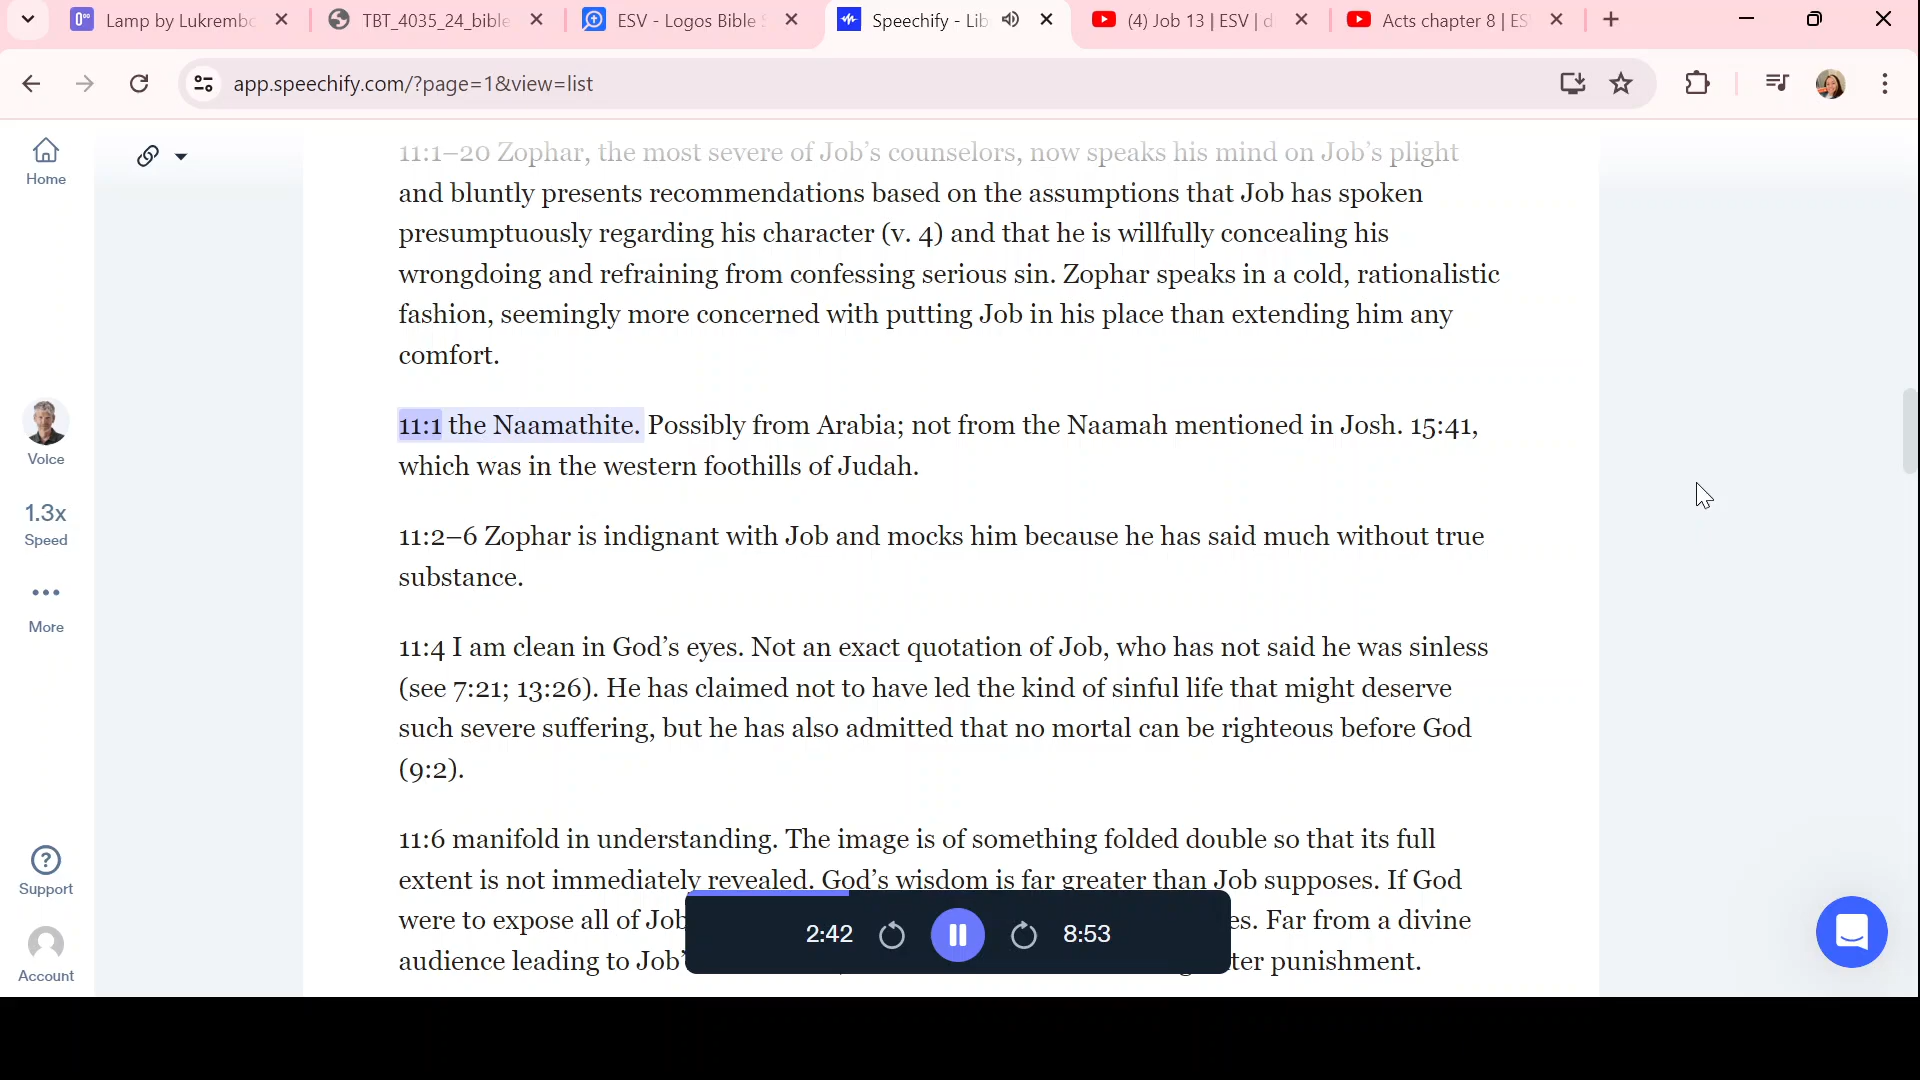 Lamp by Lukrembo
TBT_4035_24_bible
ESV - Logos Bible S
Speechify - Lib
(4) Job 13 | ESV | d
Acts chapter 8 | ES
app.speechify.com/?page=1&view=list
Home
11:1–20 Zophar, the most severe of Job’s counselors, now speaks his mind on Job’s plight
and bluntly presents recommendations based on the assumptions that Job has spoken
presumptuously regarding his character (v. 4) and that he is willfully concealing his
wrongdoing and refraining from confessing serious sin. Zophar speaks in a cold, rationalistic
fashion, seemingly more concerned with putting Job in his place than extending him any
comfort.
11:1 the Naamathite. Possibly from Arabia; not from the Naamah mentioned in Josh. 15:41,
which was in the western foothills of Judah.
Voice
1.3x
Speed
11:2–6 Zophar is indignant with Job and mocks him because he has said much without true
substance.
More
11:4 I am clean in God’s eyes. Not an exact quotation of Job, who has not said he was sinless
(see 7:21; 13:26). He has claimed not to have led the kind of sinful life that might deserve
such severe suffering, but he has also admitted that no mortal can be righteous before God
(9:2).
11:6 manifold in understanding. The image is of something folded double so that its full
extent is not immediately revealed. God’s wisdom is far greater than Job supposes. If God
were to expose all of Job es. Far from a divine
audience leading to Job’ ter punishment.
2:42
8:53
Support
Account